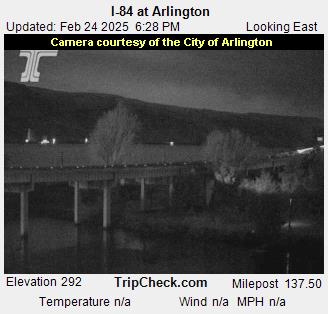 I-84 at Arlington
Updated: Feb 24 2025 6:28 PM Looking East
Camera courtesy of the City of Arlington
Elevation 292 TripCheck.com Milepost 137.50
Temperature n/a Wind n/a MPH n/a